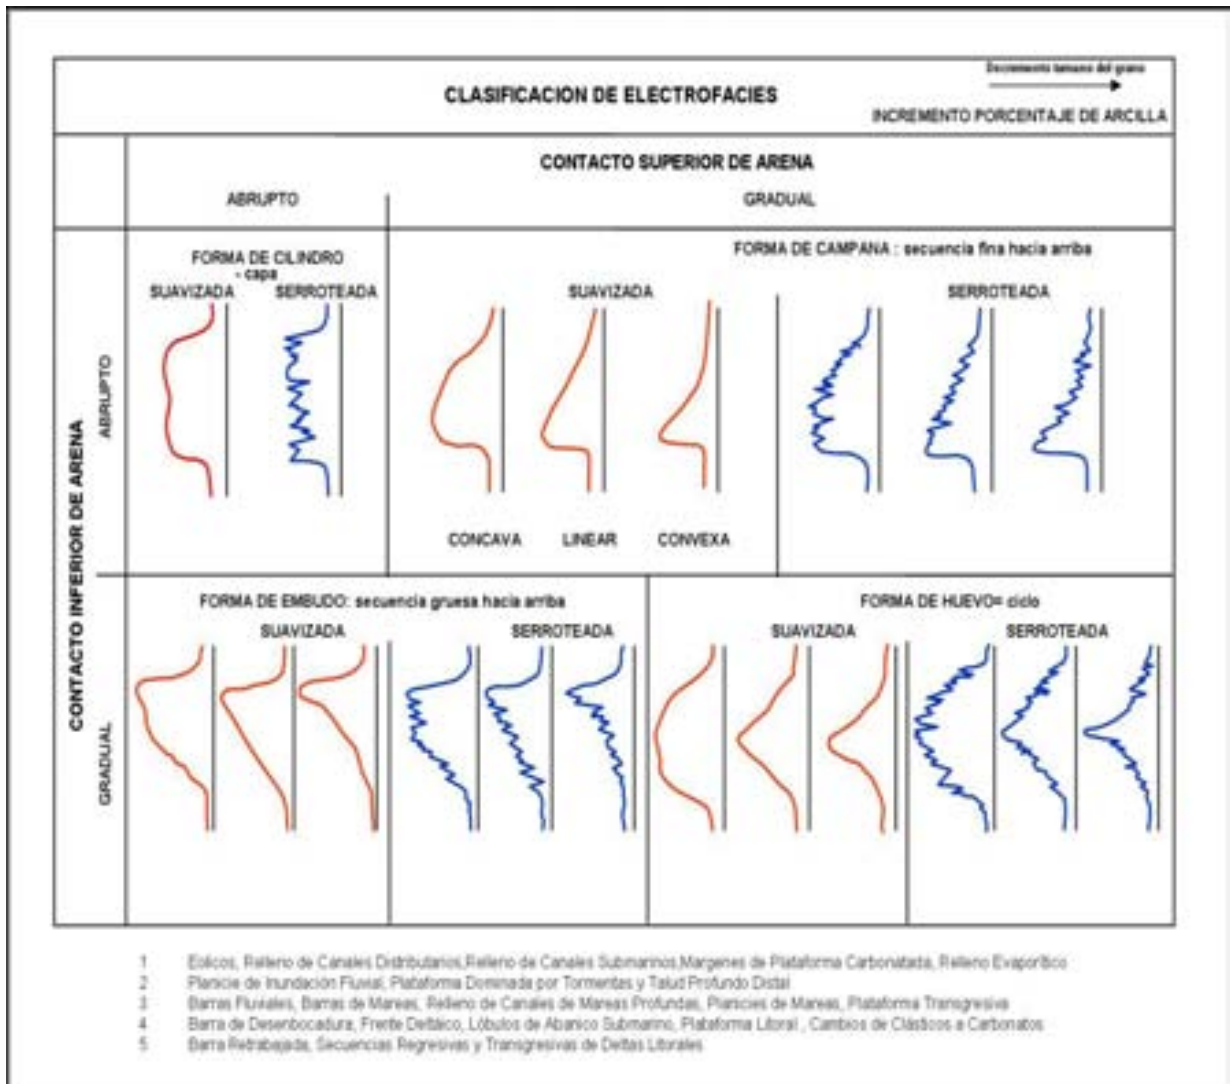 Decremento tamano del grano
CLASIFICACION DE ELECTROFACIES
INCREMENTO PORCENTAJE DE ARCILLA
CONTACTO SUPERIOR DE ARENA
ABRUPTO
GRADUAL
CONTACTO INFERIOR DE ARENA
ABRUPTO
FORMA DE CILINDRO
- capa
SUAVIZADA
SERROTEADA
FORMA DE CAMPANA : secuencia fina hacia arriba
SUAVIZADA
SERROTEADA
CONCAVA
LINEAR
CONVEXA
GRADUAL
FORMA DE EMBUDO: secuencia gruesa hacia arriba
SUAVIZADA
SERROTEADA
FORMA DE HUEVO= ciclo
SUAVIZADA
SERROTEADA
1 Eolicos, Relleno de Canales Distributarios,Relleno de Canales Submarinos,Margenes de Plataforma Carbonatada, Relleno Evaporítico
2 Planicie de Inundación Fluvial, Plataforma Dominada por Tormentas y Talud Profundo Distal
3 Barras Fluviales, Barras de Mareas, Relleno de Canales de Mareas Profundas, Planicies de Mareas, Plataforma Transgresiva
4 Barra de Desenbocadura, Frente Deltáico, Lóbulos de Abanico Submarino, Plataforma Litoral , Cambios de Clásticos a Carbonatos
5 Barra Retrabajada, Secuencias Regresivas y Transgresivas de Deltas Litorales